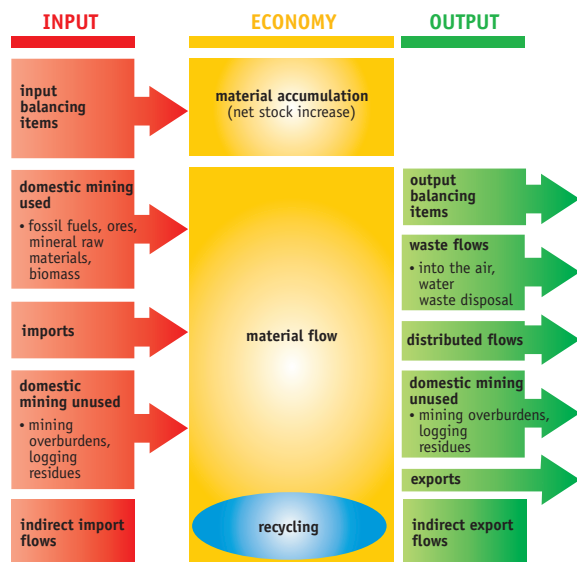 INPUT
ECONOMY
OUTPUT
input
balancing
items
domestic mining
used
• fossil fuels, ores,
mineral raw
materials,
biomass
imports
domestic
mining unused
• mining
overburdens,
logging
residues
indirect import
flows
material accumulation
(net stock increase)
material flow
recycling
output
balancing
items
waste flows
• into the air,
water
waste disposal
distributed flows
domestic mining
unused
• mining overburdens,
logging
residues
exports
indirect export
flows